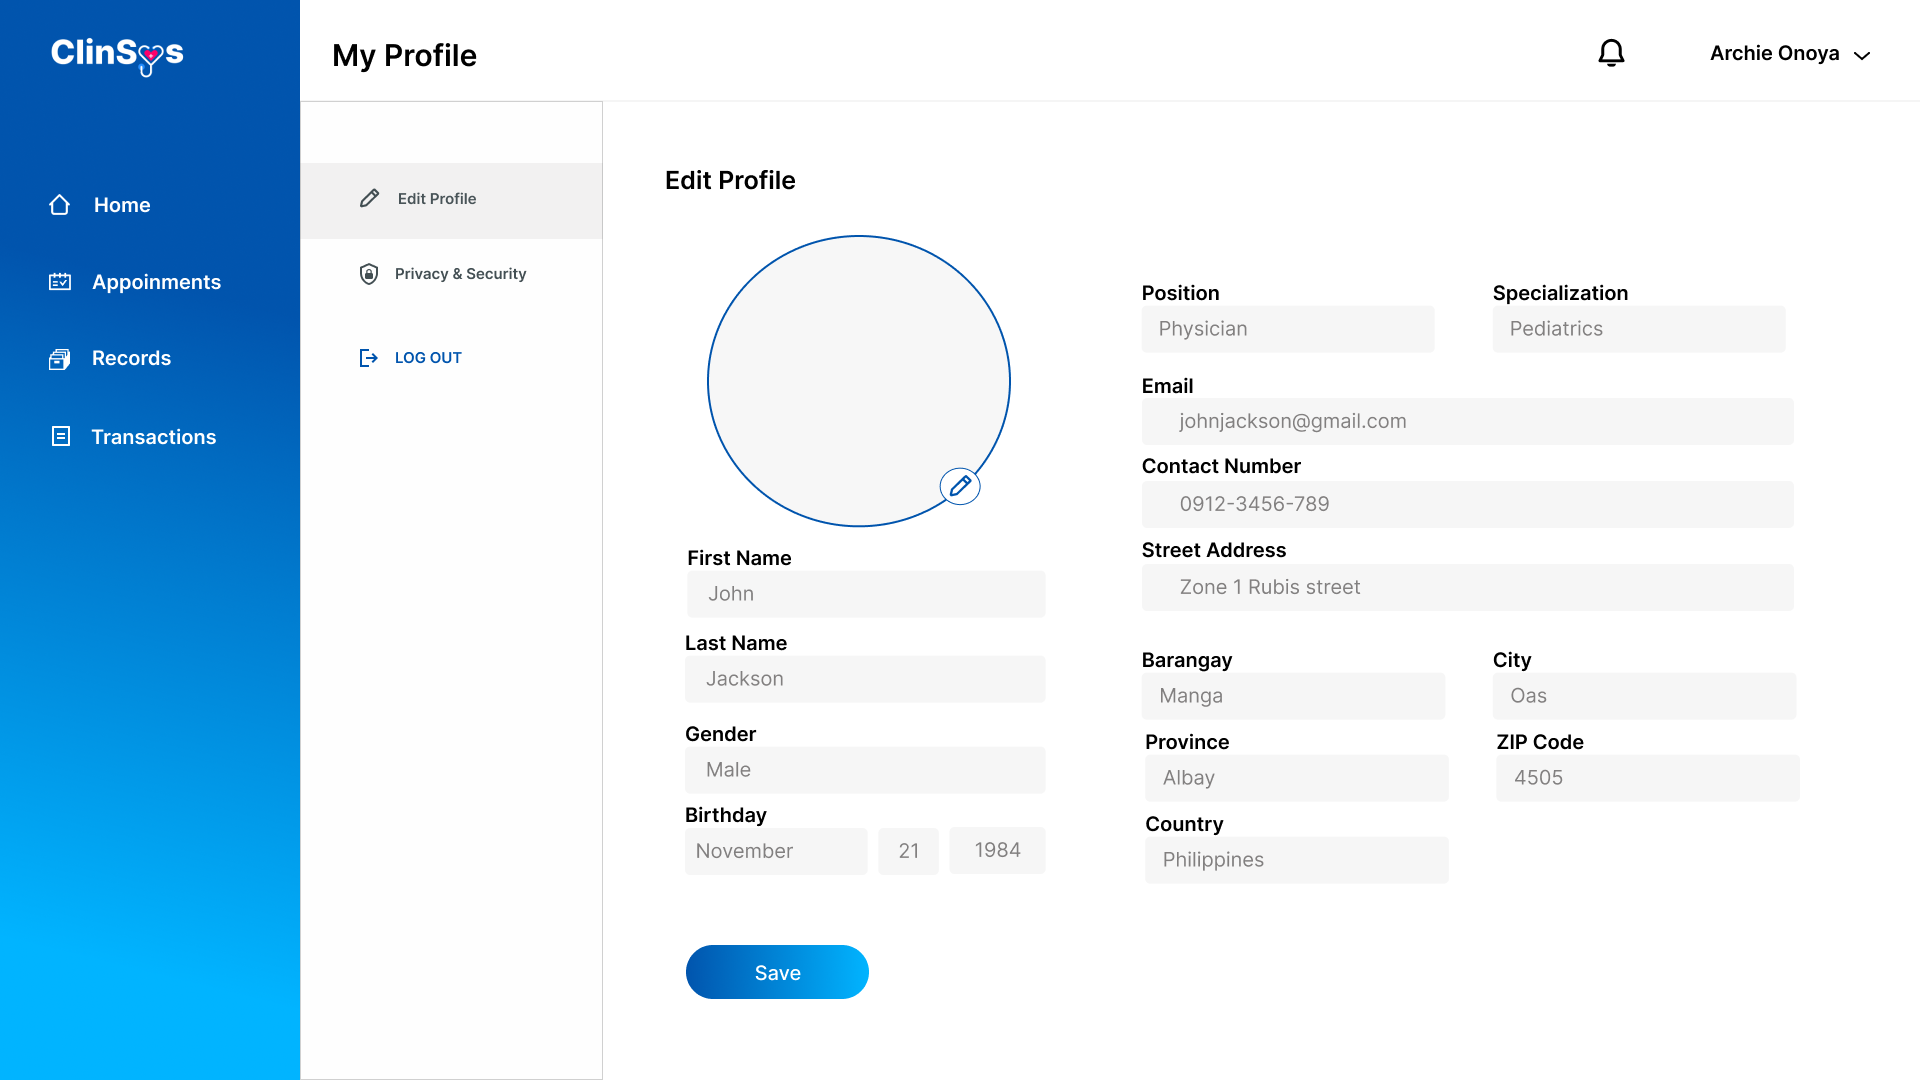 ClinSys
Home
Appoinments
Records
Transactions
My Profile
Archie Onoya
Edit Profile
Privacy & Security
LOG OUT
Edit Profile
First Name
John
Last Name
Jackson
Gender
Male
Birthday
November 21 1984
Save
Position
Physician
Specialization
Pediatrics
Email
johnjackson@gmail.com
Contact Number
0912-3456-789
Street Address
Zone 1 Rubis street
Barangay
Manga
City
Oas
Province
Albay
ZIP Code
4505
Country
Philippines